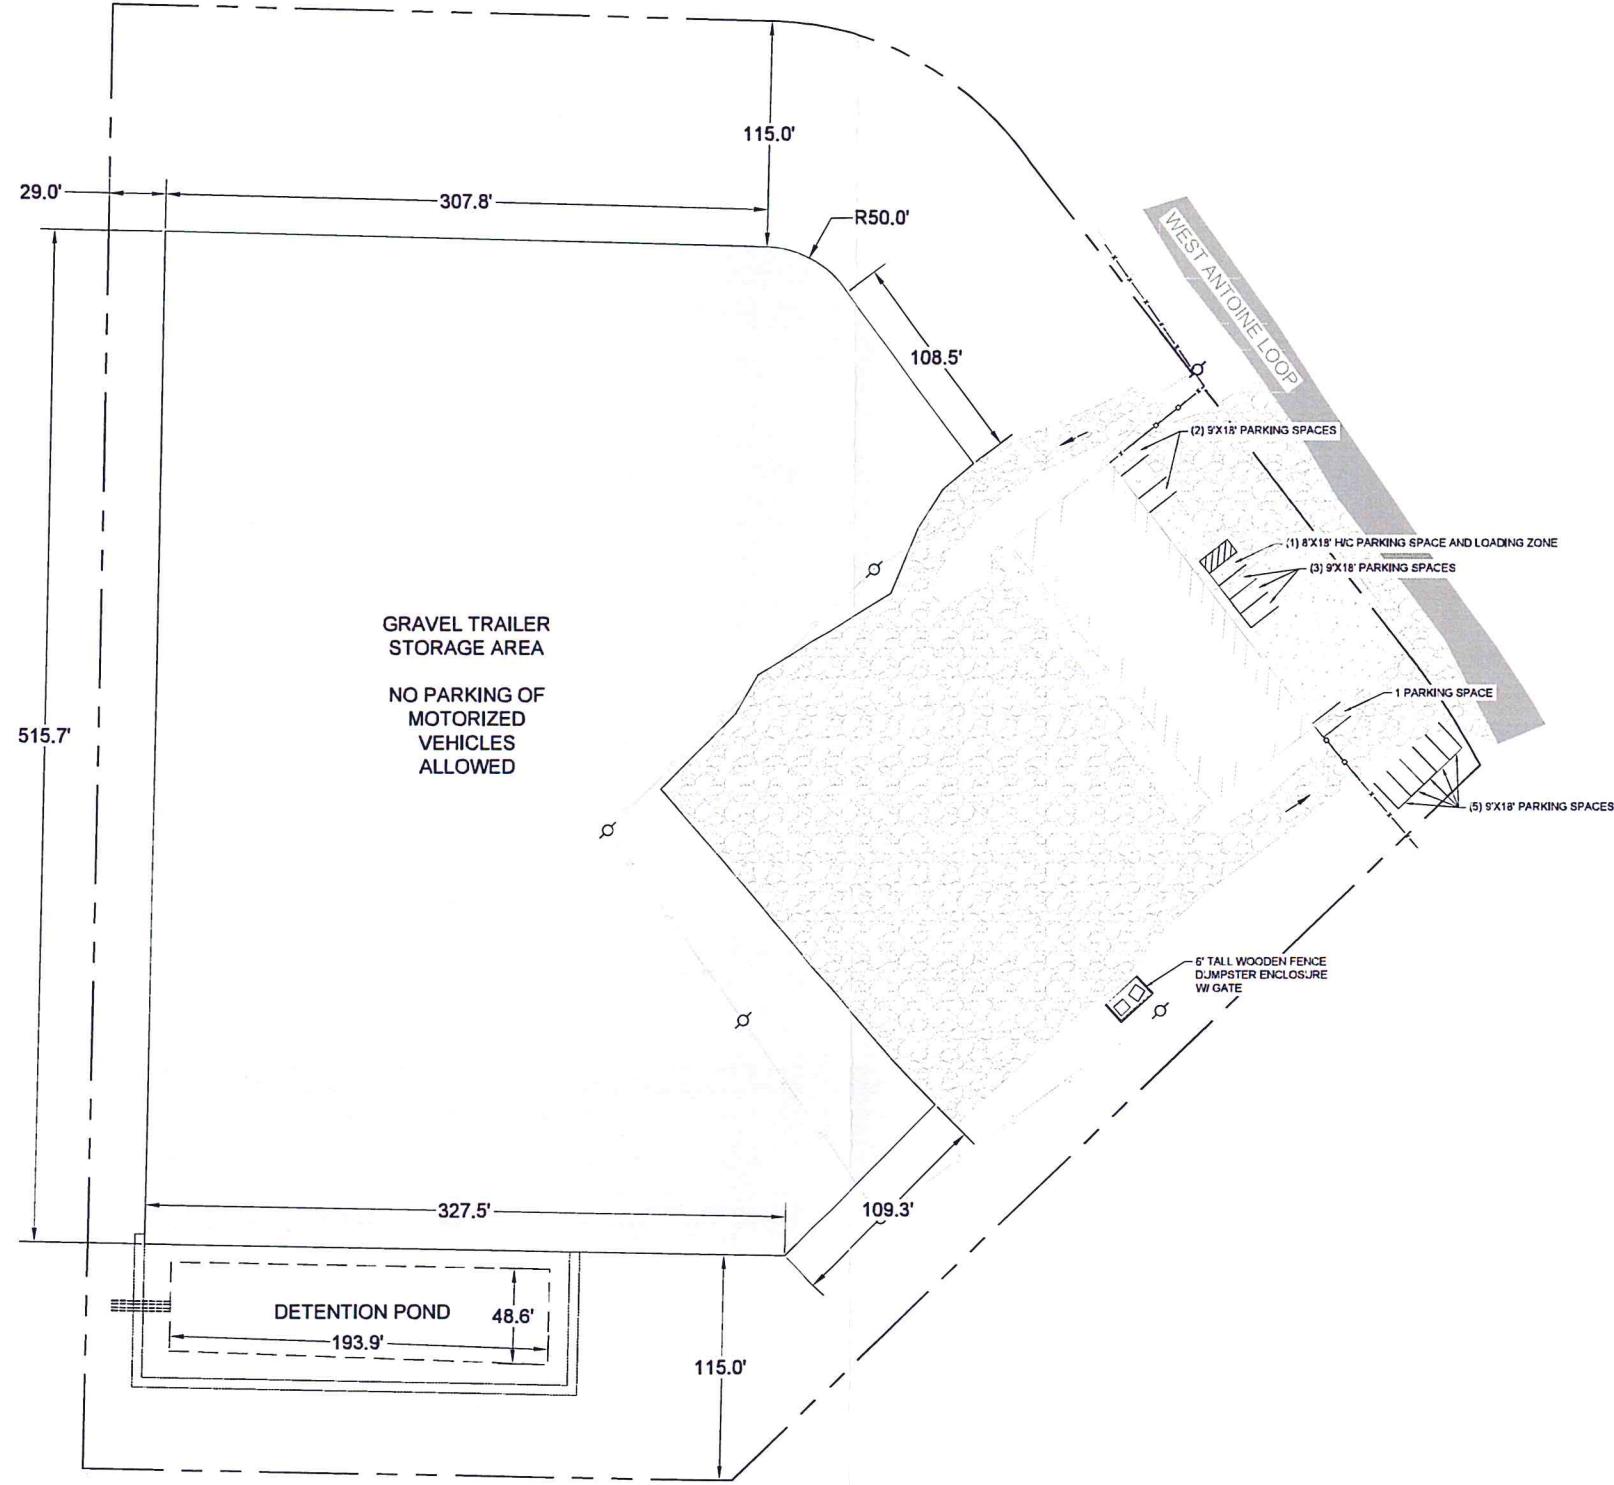 115.0'
29.0'
307.8'
R50.0'
WEST ANTOINE LOOP
108.5'
(2) 9'X18' PARKING SPACES
(1) 8'X18' H/C PARKING SPACE AND LOADING ZONE
(3) 9'X18' PARKING SPACES
GRAVEL TRAILER
STORAGE AREA
NO PARKING OF
MOTORIZED
VEHICLES
ALLOWED
515.7'
1 PARKING SPACE
(5) 9'X18' PARKING SPACES
6' TALL WOODEN FENCE
DUMPSTER ENCLOSURE
W/ GATE
327.5'
109.3'
DETENTION POND
48.6'
193.9'
115.0'